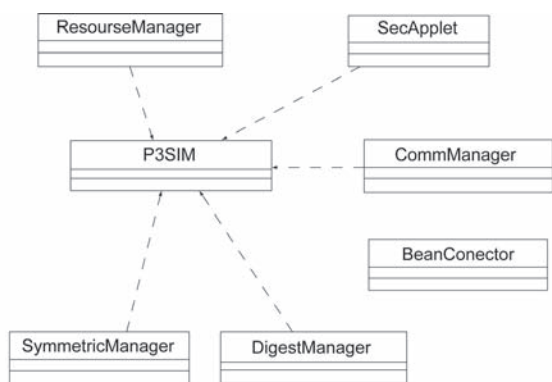 ResourseManager
SecApplet
P3SIM
CommManager
BeanConector
SymmetricManager
DigestManager